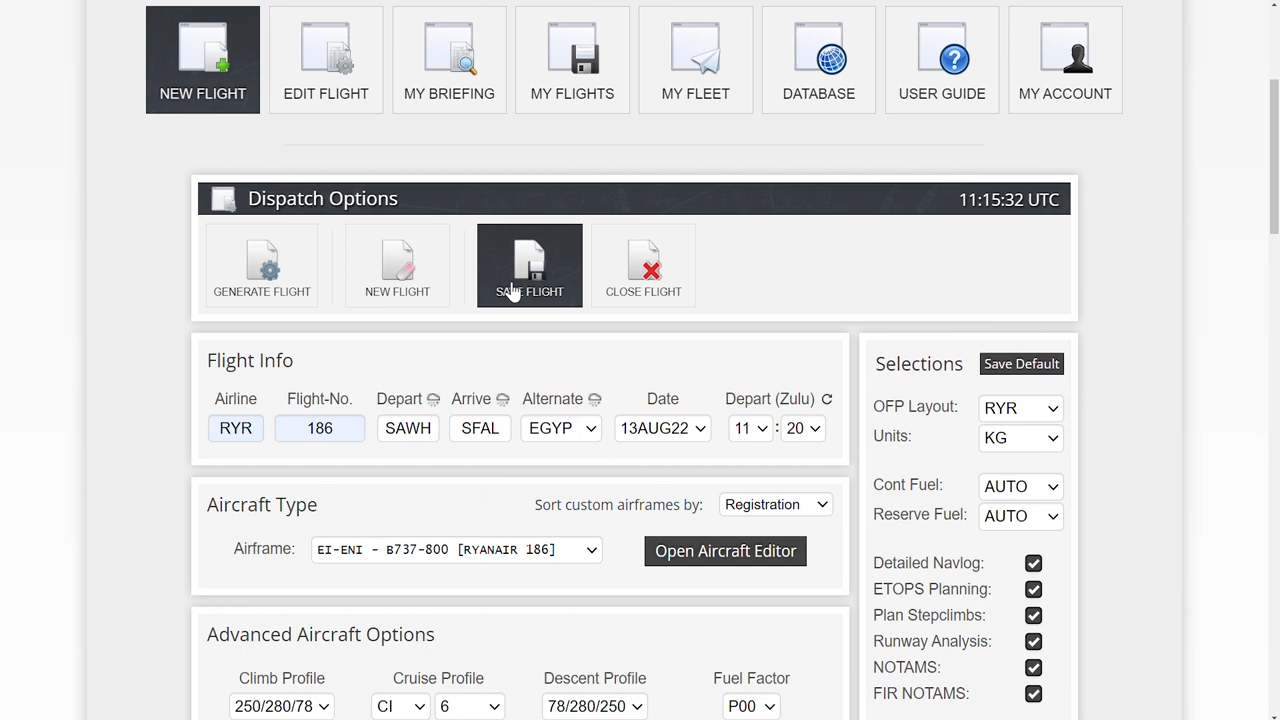 NEW FLIGHT EDIT FLIGHT MY BRIEFING MY FLIGHTS MY FLEET DATABASE USER GUIDE MY ACCOUNT
Dispatch Options 11:15:32 UTC
GENERATE FLIGHT NEW FLIGHT SAVE FLIGHT CLOSE FLIGHT
Flight Info
Airline Flight-No. Depart Arrive Alternate Date Depart (Zulu)
RYR 186 SAWH SFAL EGYP 13AUG22 11 : 20
Aircraft Type Sort custom airframes by: Registration
Airframe: EI-ENI - B737-800 [RYANAIR 186] Open Aircraft Editor
Advanced Aircraft Options
Climb Profile Cruise Profile Descent Profile Fuel Factor
250/280/78 CI 6 78/280/250 P00
Selections Save Default
OFP Layout: RYR
Units: KG
Cont Fuel: AUTO
Reserve Fuel: AUTO
Detailed Navlog:
ETOPS Planning:
Plan Stepclimbs:
Runway Analysis:
NOTAMS:
FIR NOTAMS: